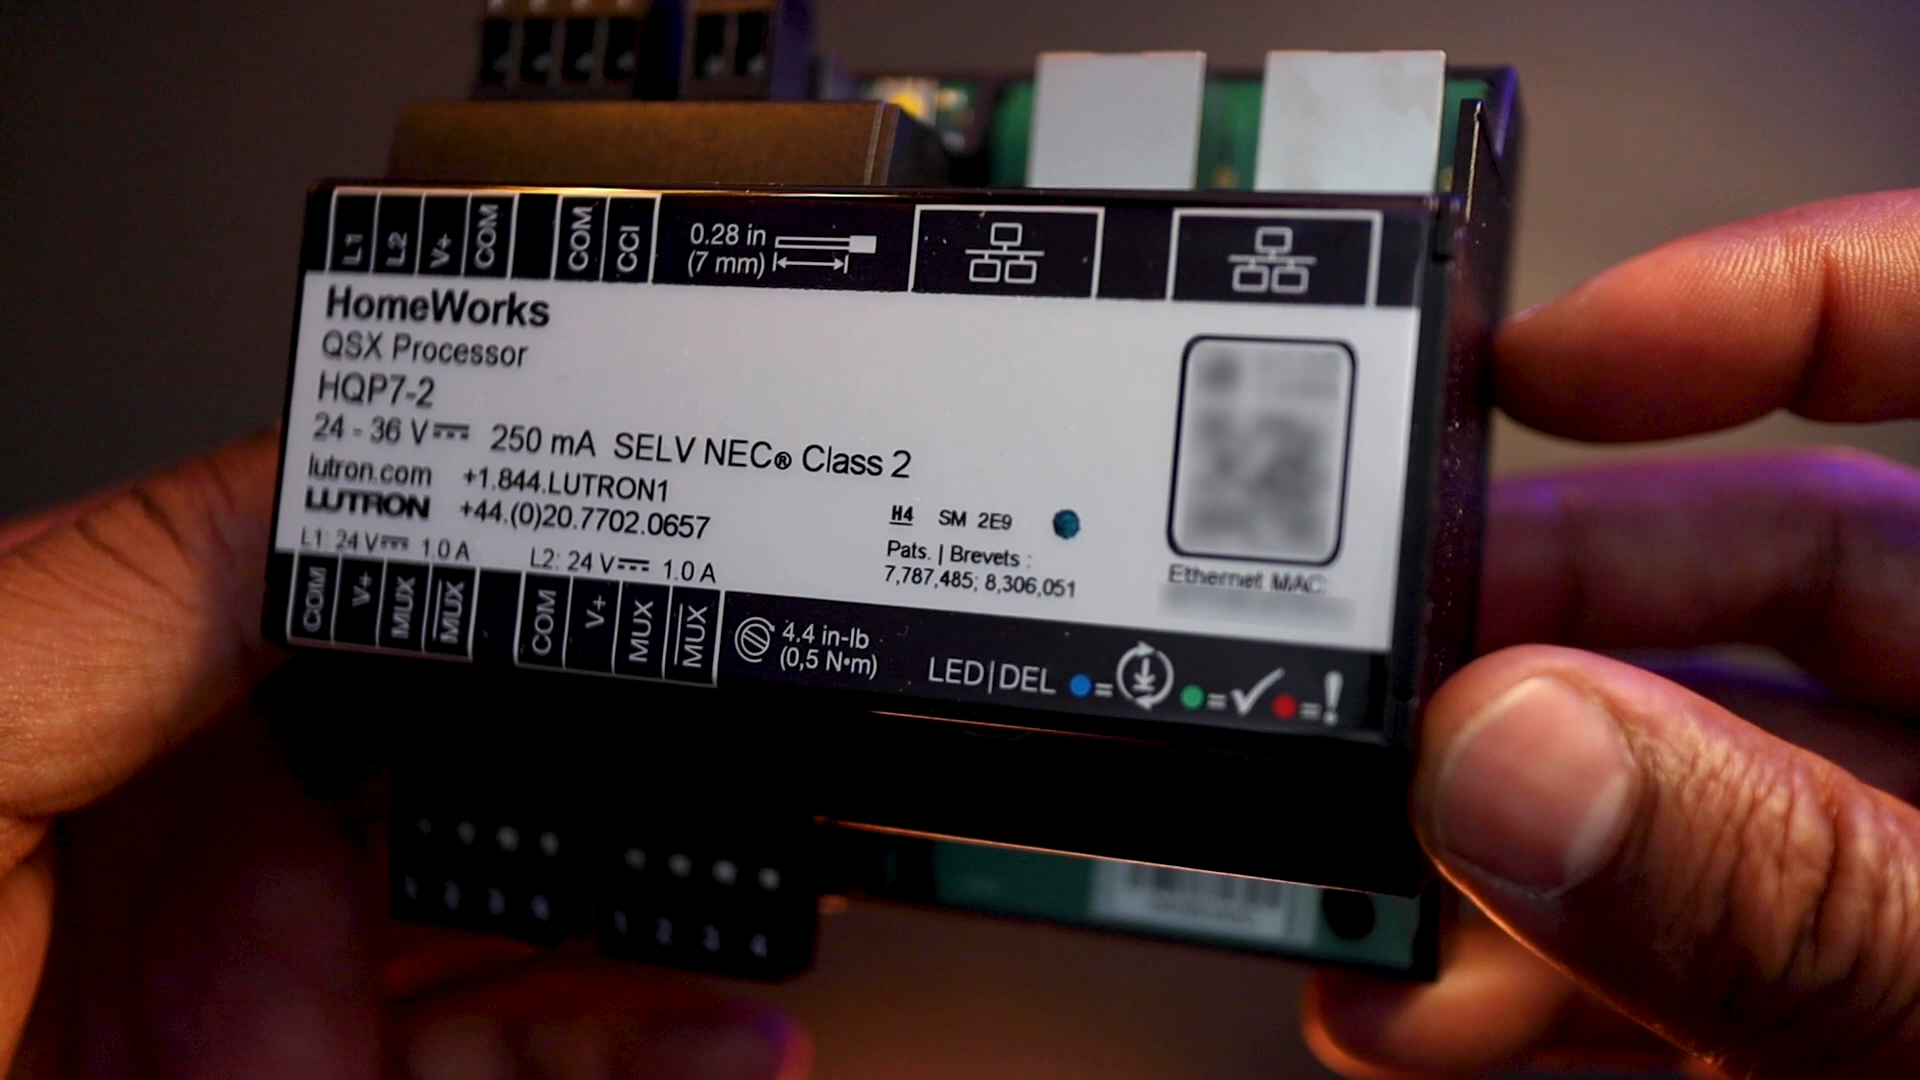 L1 L2 V+ COM COM CCI
0.28 in
(7 mm)
HomeWorks
QSX Processor
HQP7-2
24 - 36 V 250 mA SELV NEC® Class 2
lutron.com +1.844.LUTRON1
LUTRON +44.(0)20.7702.0657
H4 SM 2E9
Pats. | Brevets :
7,787,485; 8,306,051
Ethernet MAC:
L1: 24 V 1.0 A L2: 24 V 1.0 A
COM V+ MUX MUX COM V+ MUX MUX
4.4 in-lb
(0,5 N•m)
LED|DEL = = = !
1 2 3 4 1 2 3 4